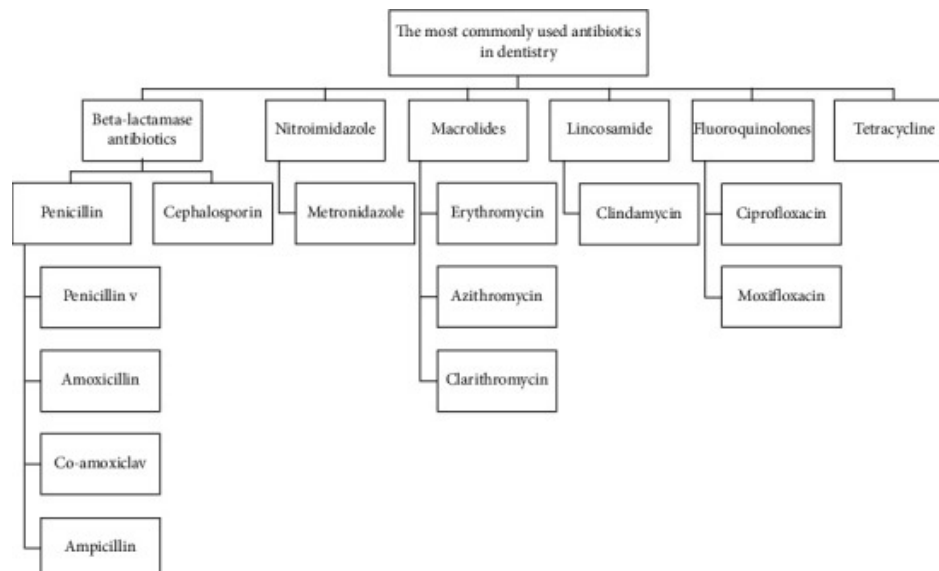 The most commonly used antibiotics
in dentistry
Beta-lactamase
antibiotics
Nitroimidazole
Macrolides
Lincosamide
Fluoroquinolones
Tetracycline
Penicillin
Cephalosporin
Metronidazole
Erythromycin
Clindamycin
Ciprofloxacin
Penicillin v
Azithromycin
Moxifloxacin
Amoxicillin
Clarithromycin
Co-amoxiclav
Ampicillin